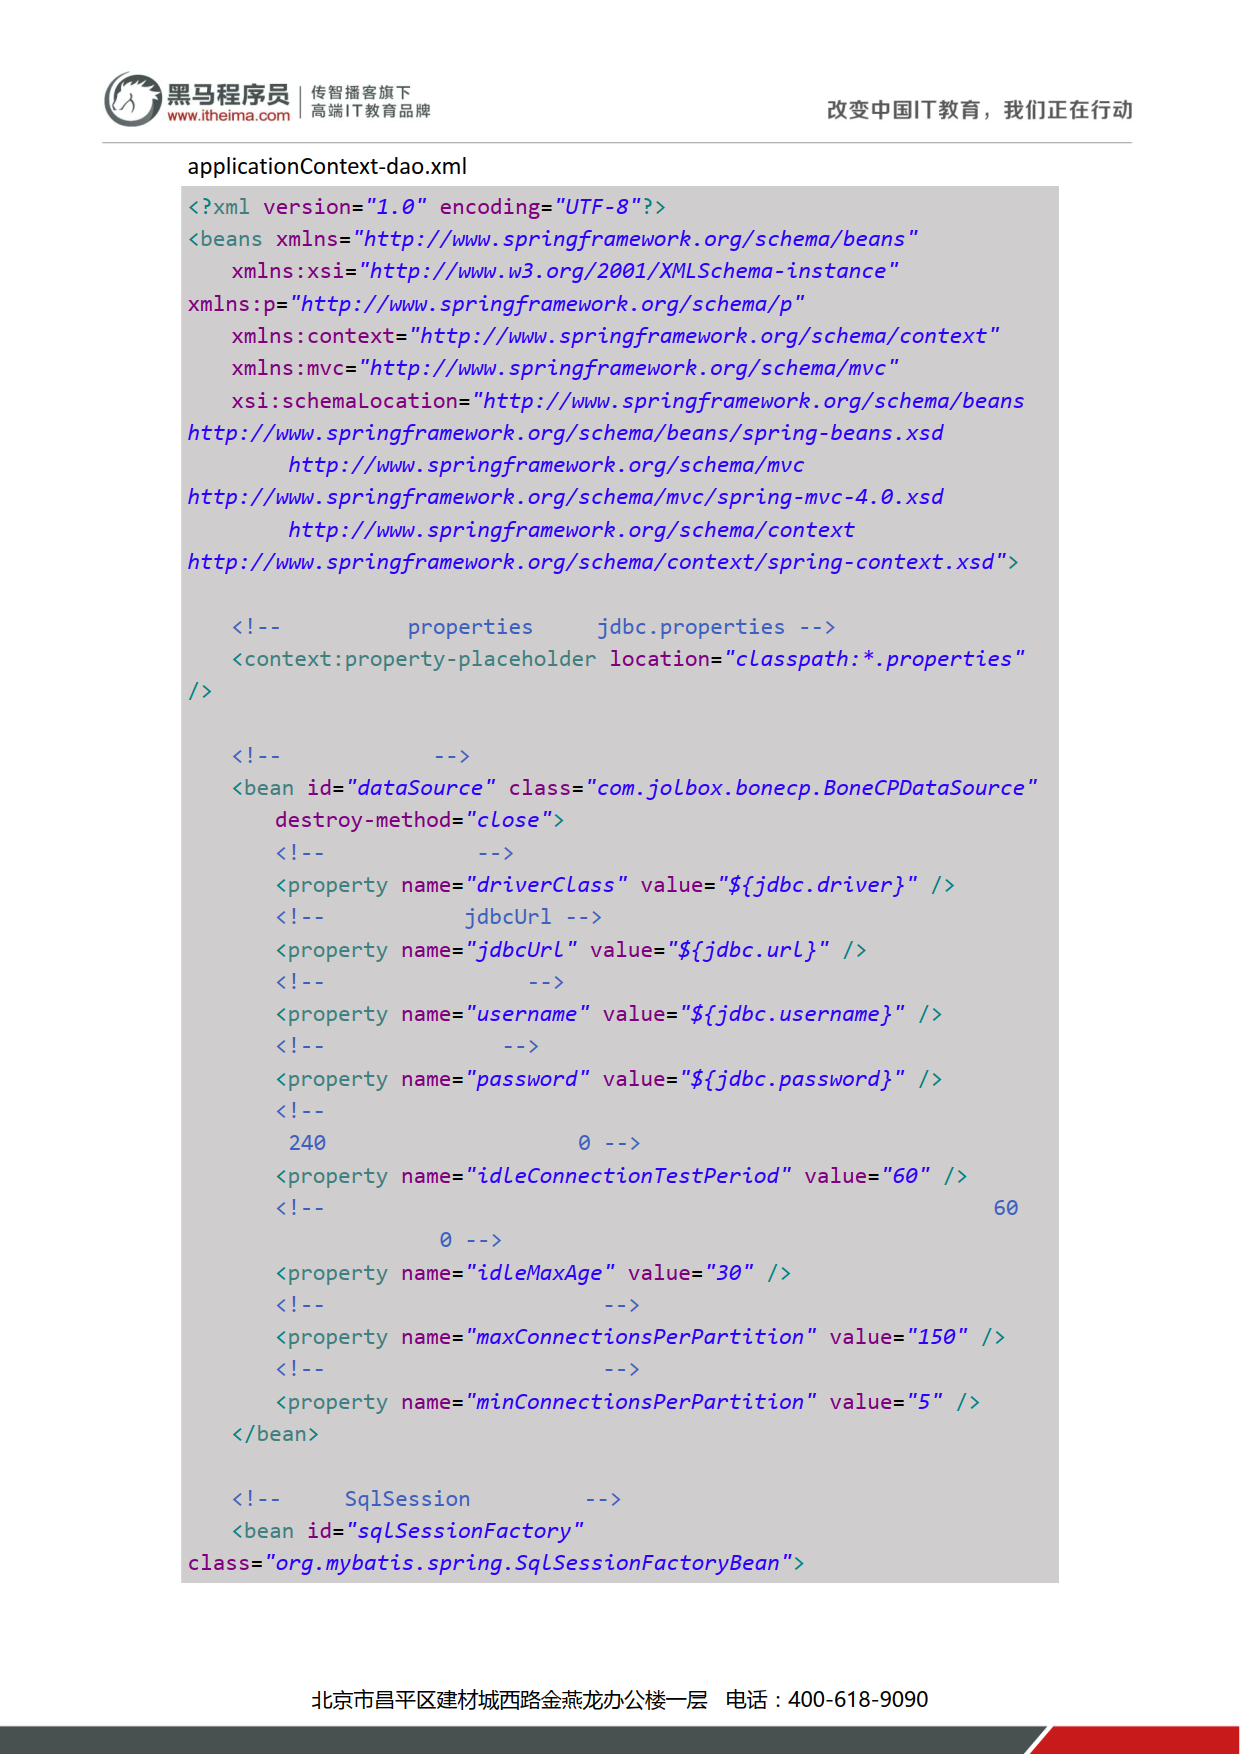 黑马程序员
www.itheima.com
传智播客旗下
高端IT教育品牌
改变中国IT教育，我们正在行动
applicationContext-dao.xml
<?xml version="1.0" encoding="UTF-8"?>
<beans xmlns="http://www.springframework.org/schema/beans"
xmlns:xsi="http://www.w3.org/2001/XMLSchema-instance"
xmlns:p="http://www.springframework.org/schema/p"
xmlns:context="http://www.springframework.org/schema/context"
xmlns:mvc="http://www.springframework.org/schema/mvc"
xsi:schemaLocation="http://www.springframework.org/schema/beans
http://www.springframework.org/schema/beans/spring-beans.xsd
http://www.springframework.org/schema/mvc
http://www.springframework.org/schema/mvc/spring-mvc-4.0.xsd
http://www.springframework.org/schema/context
http://www.springframework.org/schema/context/spring-context.xsd">
<!-- properties jdbc.properties -->
<context:property-placeholder location="classpath:*.properties"
/>
<!-- -->
<bean id="dataSource" class="com.jolbox.bonecp.BoneCPDataSource"
destroy-method="close">
<!-- -->
<property name="driverClass" value="${jdbc.driver}" />
<!-- jdbcUrl -->
<property name="jdbcUrl" value="${jdbc.url}" />
<!-- -->
<property name="username" value="${jdbc.username}" />
<!-- -->
<property name="password" value="${jdbc.password}" />
<!--
240 0 -->
<property name="idleConnectionTestPeriod" value="60" />
<!-- 60
0 -->
<property name="idleMaxAge" value="30" />
<!-- -->
<property name="maxConnectionsPerPartition" value="150" />
<!-- -->
<property name="minConnectionsPerPartition" value="5" />
</bean>
<!-- SqlSession -->
<bean id="sqlSessionFactory"
class="org.mybatis.spring.SqlSessionFactoryBean">
北京市昌平区建材城西路金燕龙办公楼一层 电话：400-618-9090